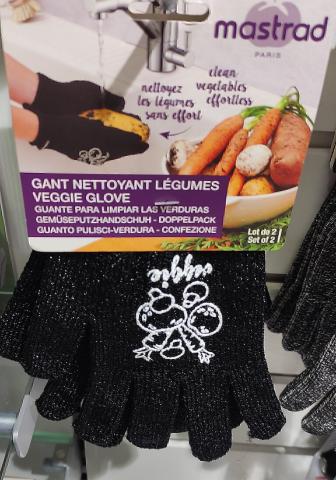 mastrad
PARIS
nettoyez
les légumes
sans effort
clean
vegetables
effortless
GANT NETTOYANT LÉGUMES
VEGGIE GLOVE
GUANTE PARA LIMPIAR LAS VERDURAS
GEMÜSEPUTZHANDSCHUH - DOPPELPACK
GUANTO PULISCI-VERDURA - CONFEZIONE
Lot de 2
Set of 2
veggie